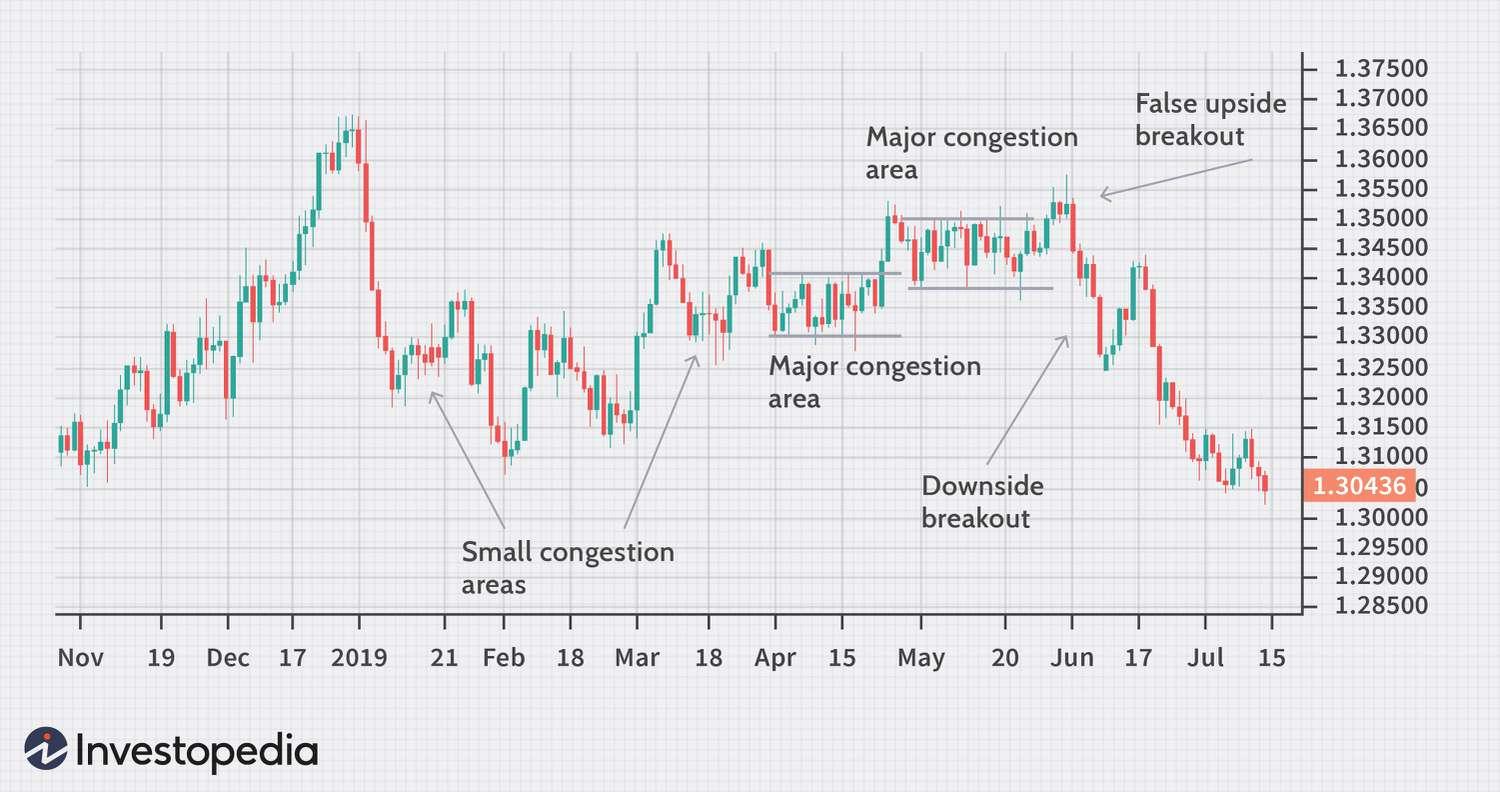 1.37500
1.37000
1.36500
1.36000
1.35500
1.35000
1.34500
1.34000
1.33500
1.33000
1.32500
1.32000
1.31500
1.31000
1.30436 0
1.30000
1.29500
1.29000
1.28500
False upside
breakout
Major congestion
area
Major congestion
area
Downside
breakout
Small congestion
areas
Nov 19 Dec 17 2019 21 Feb 18 Mar 18 Apr 15 May 20 Jun 17 Jul 15
Investopedia